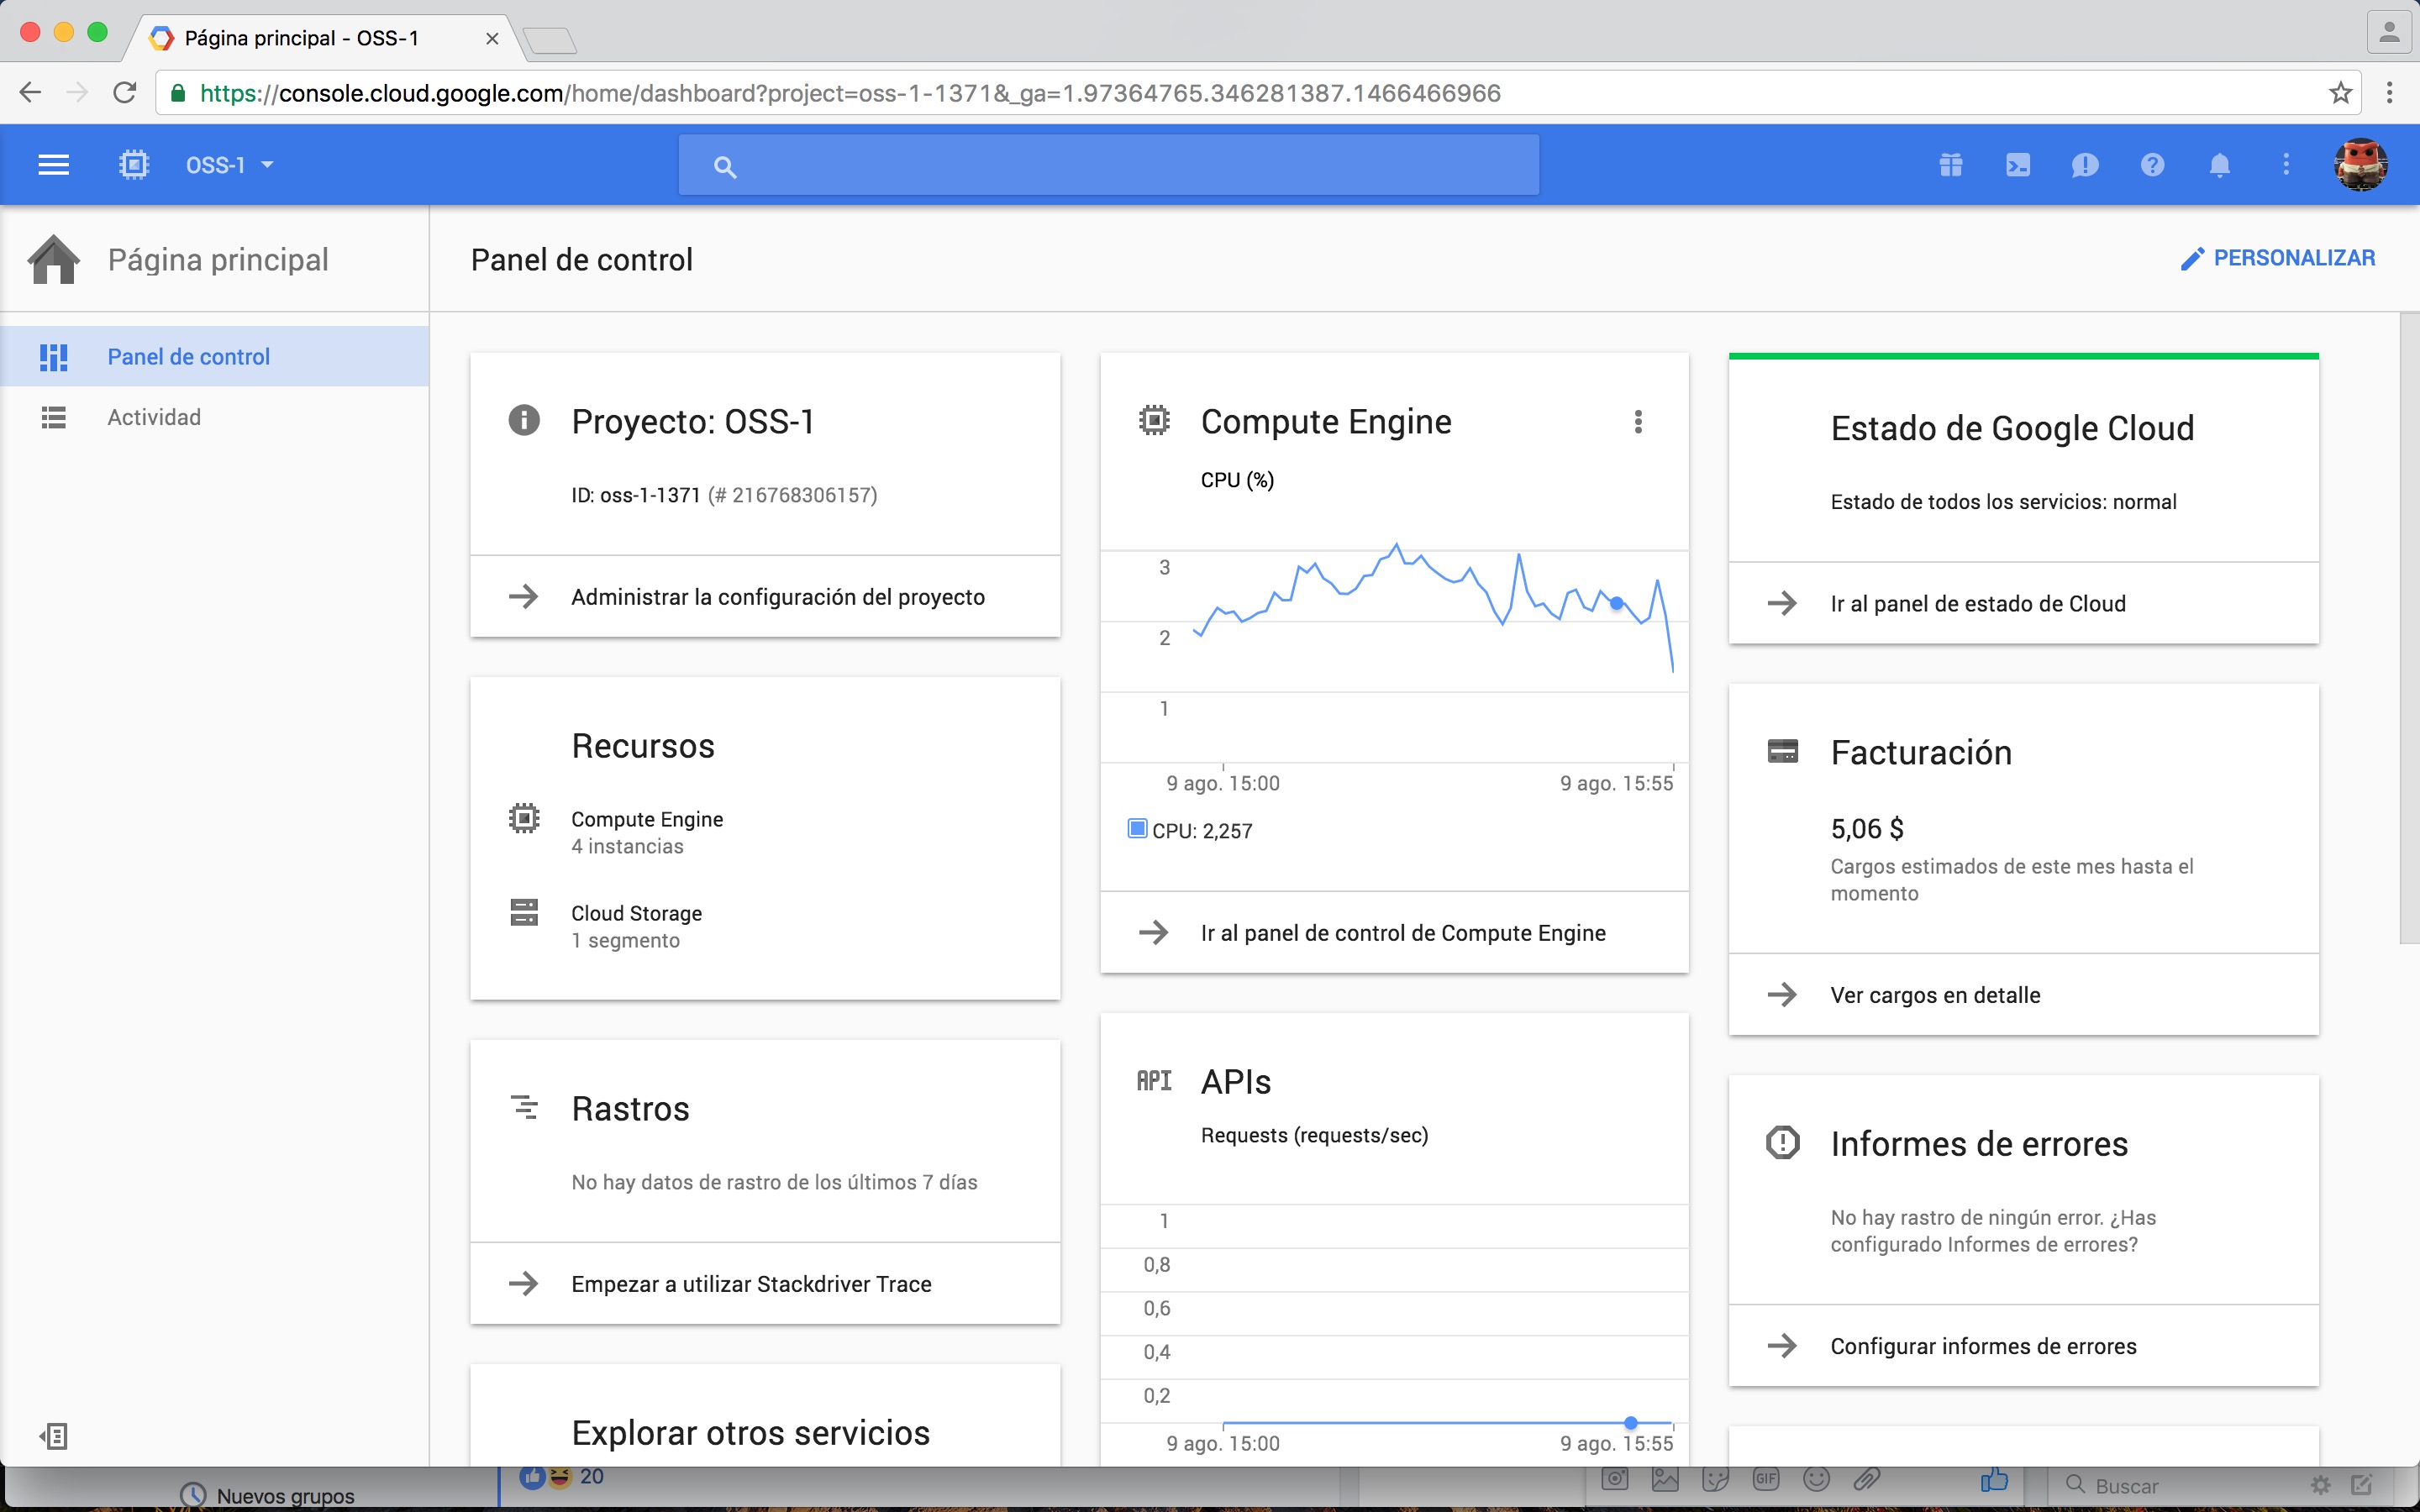 Página principal - OSS-1
https://console.cloud.google.com/home/dashboard?project=oss-1-1371&_ga=1.97364765.346281387.1466466966
OSS-1
Página principal
Panel de control
PERSONALIZAR
Panel de control
Actividad
Proyecto: OSS-1
ID: oss-1-1371 (# 216768306157)
Administrar la configuración del proyecto
Recursos
Compute Engine
4 instancias
Cloud Storage
1 segmento
Rastros
No hay datos de rastro de los últimos 7 días
Empezar a utilizar Stackdriver Trace
Explorar otros servicios
Compute Engine
CPU (%)
3
2
1
9 ago. 15:00
9 ago. 15:55
CPU: 2,257
Ir al panel de control de Compute Engine
API
APIs
Requests (requests/sec)
1
0,8
0,6
0,4
0,2
9 ago. 15:00
9 ago. 15:55
Estado de Google Cloud
Estado de todos los servicios: normal
Ir al panel de estado de Cloud
Facturación
5,06 $
Cargos estimados de este mes hasta el
momento
Ver cargos en detalle
Informes de errores
No hay rastro de ningún error. ¿Has
configurado Informes de errores?
Configurar informes de errores
Nuevos grupos
20
GIF
Buscar